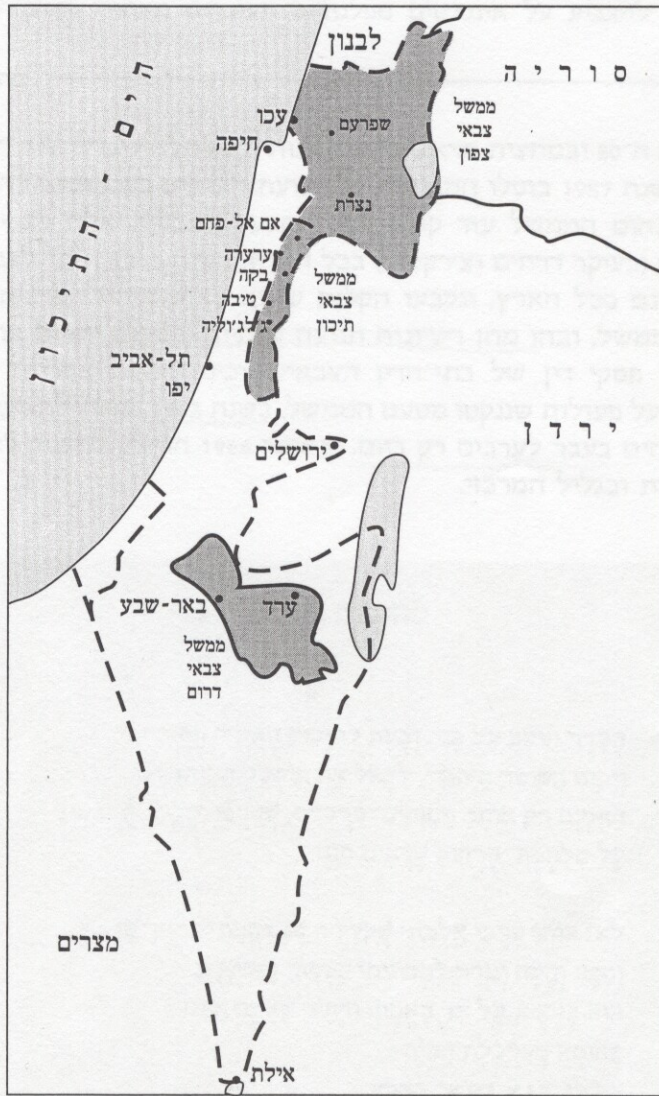 לבנון
סוריה
ממשל
צבאי
צפון
עכו
שפרעם
חיפה
נצרת
הים-התיכון
אם אל-פחם
ערערה
בקה
טיבה
ג'לג'וליה
ממשל
צבאי
תיכון
תל-אביב
יפו
ירדן
ירושלים
באר-שבע
ערד
ממשל
צבאי
דרום
מצרים
אילת